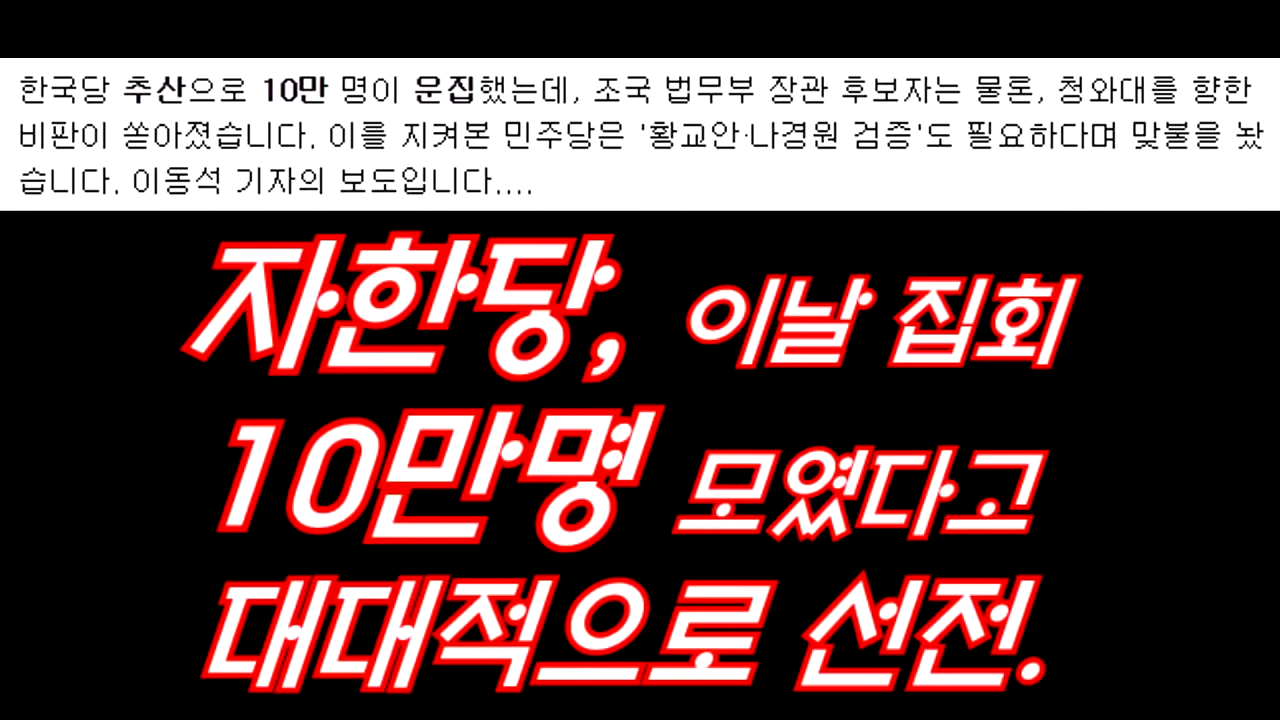 한국당 추산으로 10만 명이 운집했는데, 조국 법무부 장관 후보자는 물론, 청와대를 향한
비판이 쏟아졌습니다. 이를 지켜본 민주당은 '황교안·나경원 검증'도 필요하다며 맞불을 놨
습니다. 이동석 기자의 보도입니다....
자한당, 이날 집회
10만명 모였다고
대대적으로 선전.